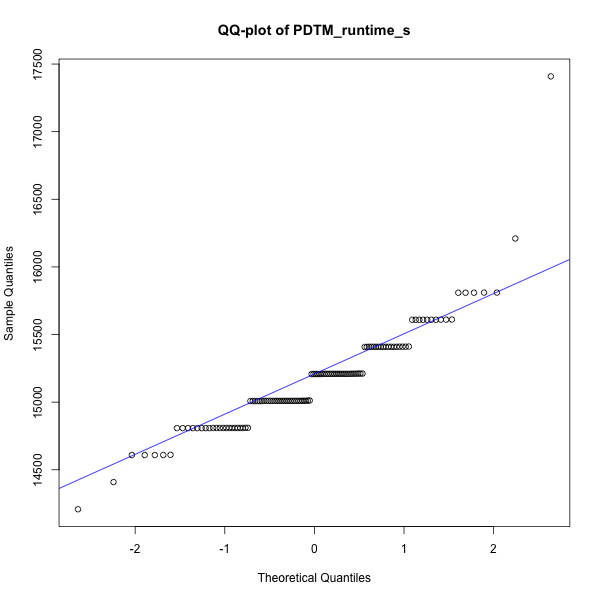 QQ-plot of PDTM_runtime_s
Sample Quantiles
17500
17000
16500
16000
15500
15000
14500
-2 -1 0 1 2
Theoretical Quantiles